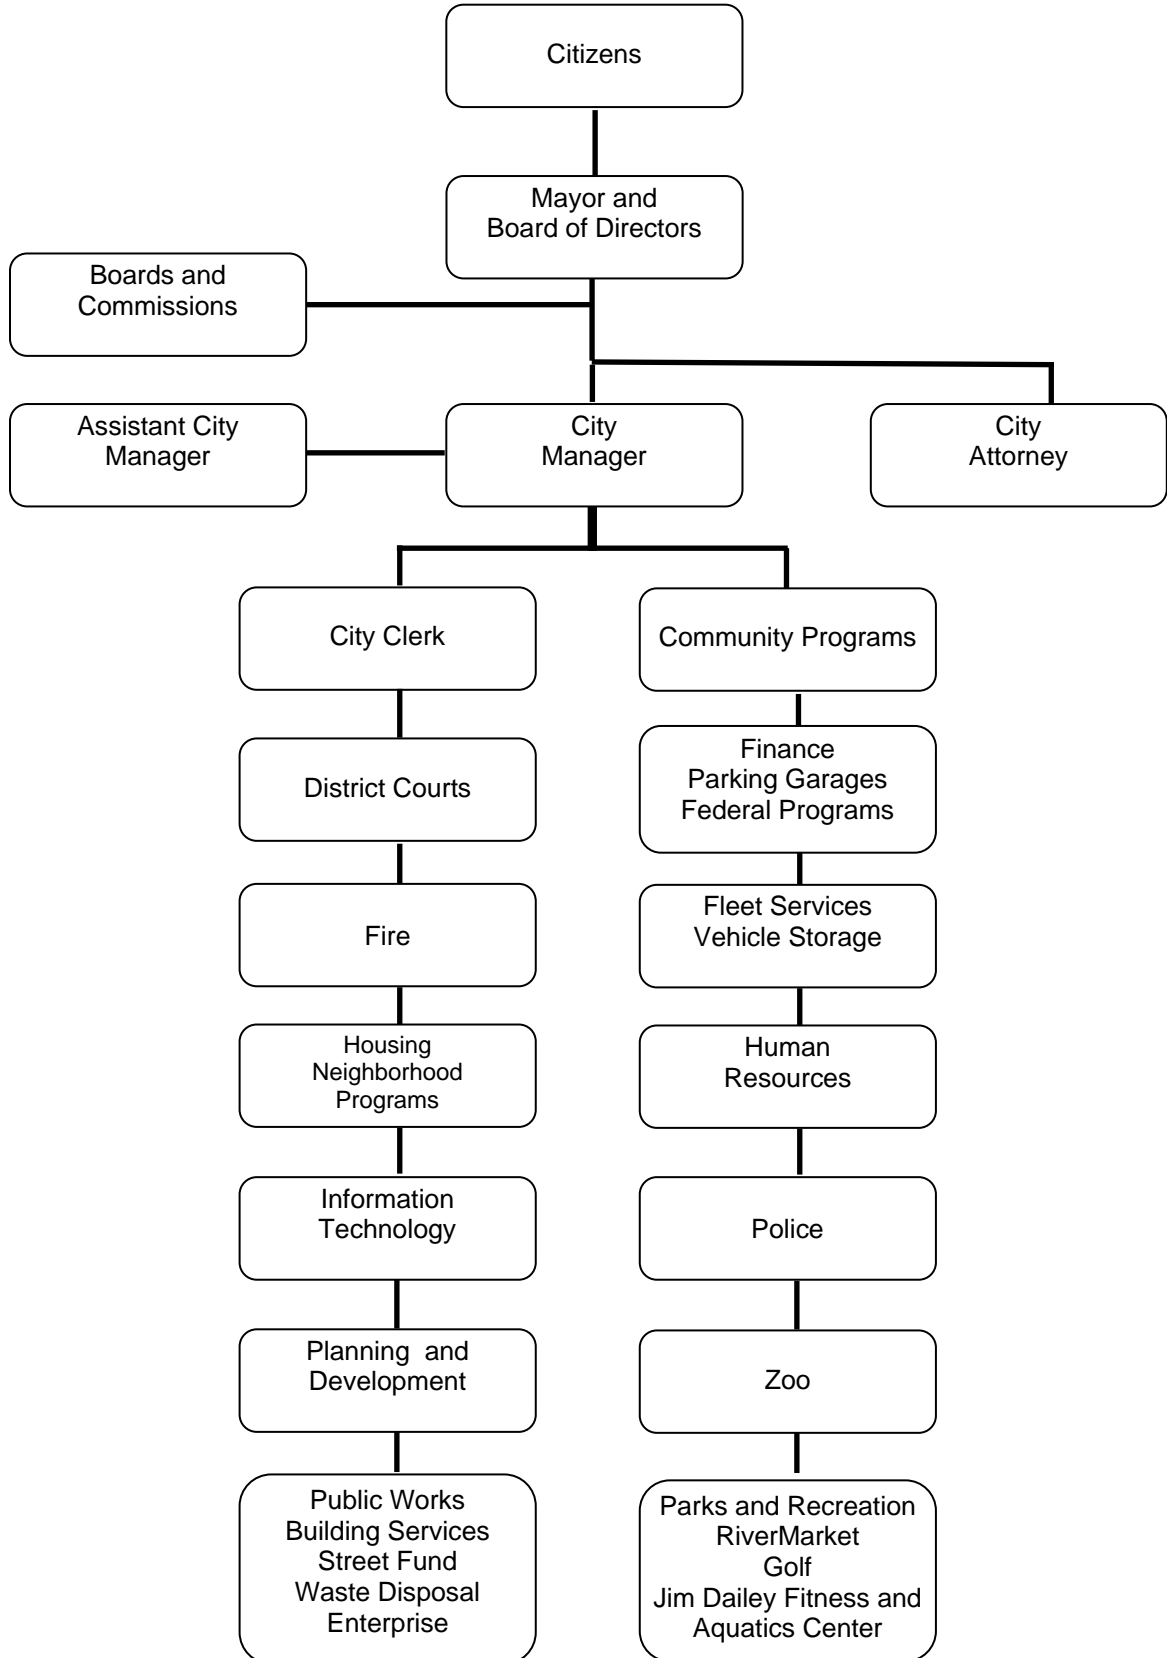 Citizens
Mayor and
Board of Directors
Boards and
Commissions
Assistant City
Manager
City
Manager
City
Attorney
City Clerk
Community Programs
District Courts
Finance
Parking Garages
Federal Programs
Fire
Fleet Services
Vehicle Storage
Housing
Neighborhood
Programs
Human
Resources
Information
Technology
Police
Planning and
Development
Zoo
Public Works
Building Services
Street Fund
Waste Disposal
Enterprise
Parks and Recreation
RiverMarket
Golf
Jim Dailey Fitness and
Aquatics Center